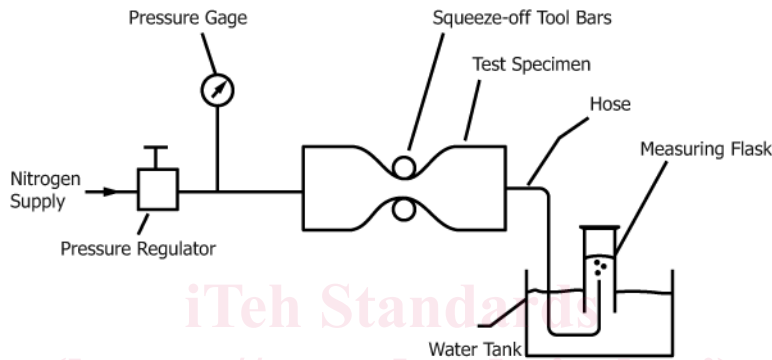 Pressure Gage
Squeeze-off Tool Bars
Test Specimen
Hose
Measuring Flask
Nitrogen
Supply
Pressure Regulator
iTeh Standards
Water Tank